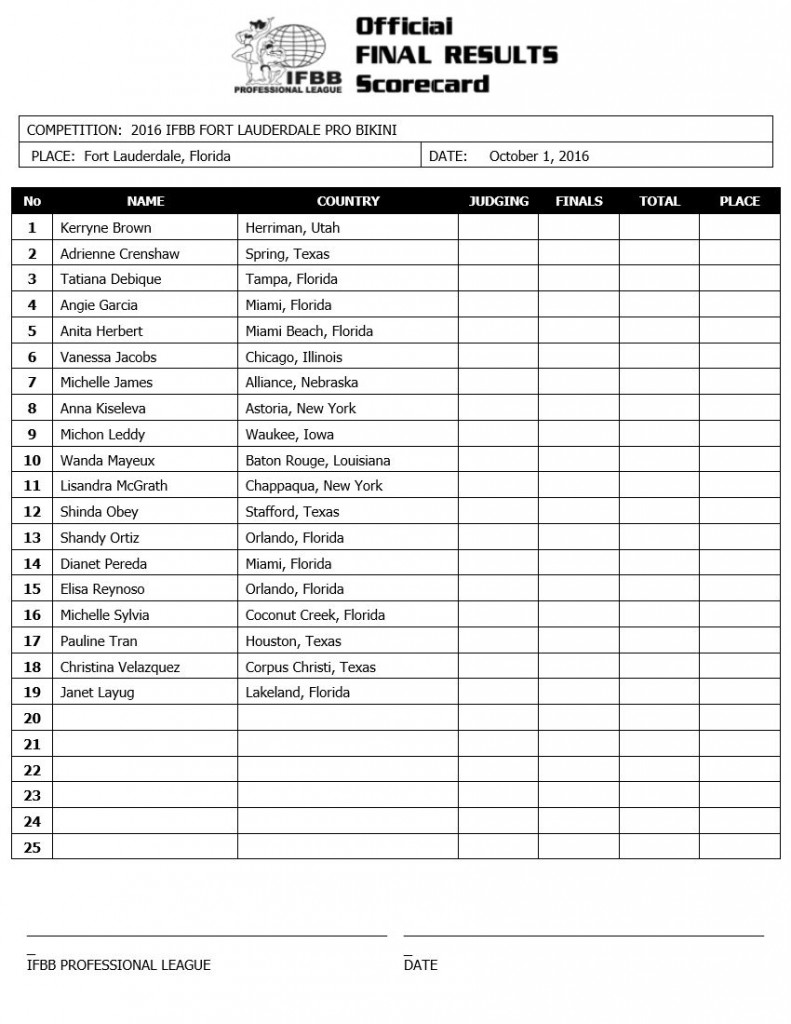 Official
FINAL RESULTS
Scorecard
IFBB
PROFESSIONAL LEAGUE
COMPETITION: 2016 IFBB FORT LAUDERDALE PRO BIKINI
PLACE: Fort Lauderdale, Florida DATE: October 1, 2016
No NAME COUNTRY JUDGING FINALS TOTAL PLACE
1 Kerryne Brown Herriman, Utah
2 Adrienne Crenshaw Spring, Texas
3 Tatiana Debique Tampa, Florida
4 Angie Garcia Miami, Florida
5 Anita Herbert Miami Beach, Florida
6 Vanessa Jacobs Chicago, Illinois
7 Michelle James Alliance, Nebraska
8 Anna Kiseleva Astoria, New York
9 Michon Leddy Waukee, Iowa
10 Wanda Mayeux Baton Rouge, Louisiana
11 Lisandra McGrath Chappaqua, New York
12 Shinda Obey Stafford, Texas
13 Shandy Ortiz Orlando, Florida
14 Dianet Pereda Miami, Florida
15 Elisa Reynoso Orlando, Florida
16 Michelle Sylvia Coconut Creek, Florida
17 Pauline Tran Houston, Texas
18 Christina Velazquez Corpus Christi, Texas
19 Janet Layug Lakeland, Florida
20
21
22
23
24
25
IFBB PROFESSIONAL LEAGUE DATE